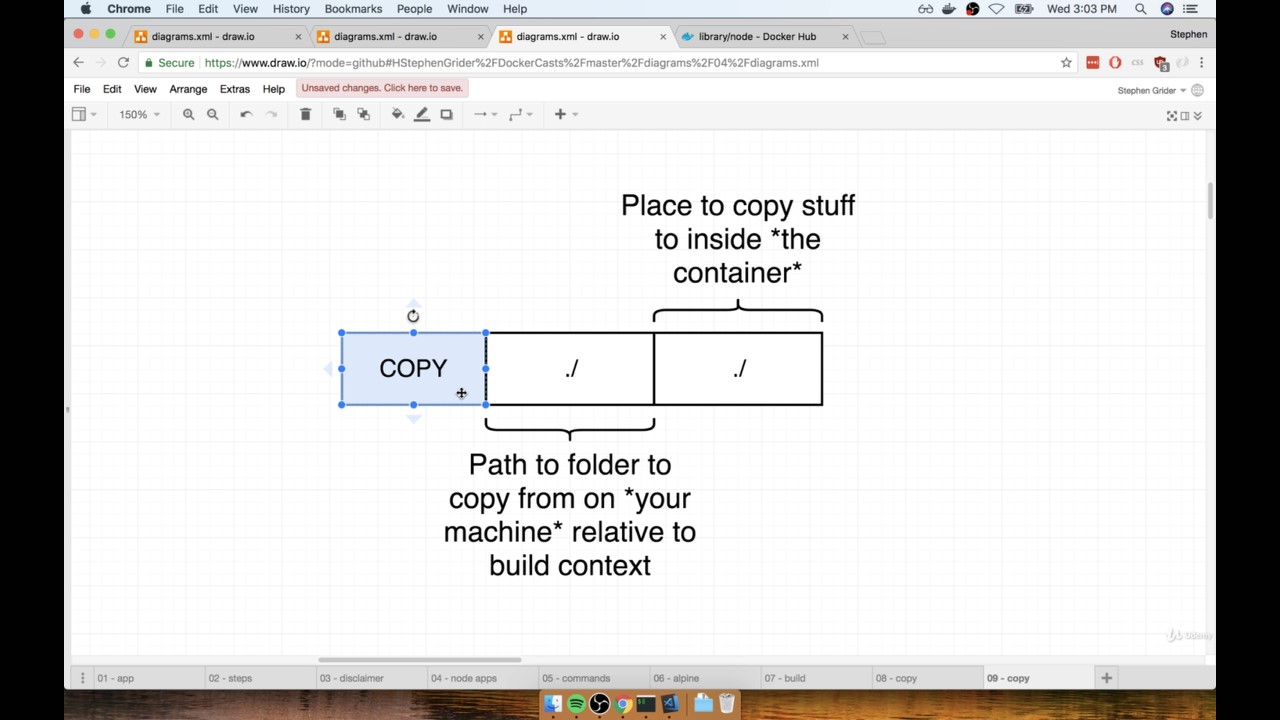 Chrome File Edit View History Bookmarks People Window Help Wed 3:03 PM
diagrams.xml - draw.io diagrams.xml - draw.io diagrams.xml - draw.io library/node - Docker Hub Stephen
Secure https://www.draw.io/?mode=github#HStephenGrider%2FDockerCasts%2Fmaster%2Fdiagrams%2F04%2Fdiagrams.xml
File Edit View Arrange Extras Help Unsaved changes. Click here to save. Stephen Grider
150%
Place to copy stuff
to inside *the
container*
COPY ./ ./
Path to folder to
copy from on *your
machine* relative to
build context
Udemy
01 - app 02 - steps 03 - disclaimer 04 - node apps 05 - commands 06 - alpine 07 - build 08 - copy 09 - copy